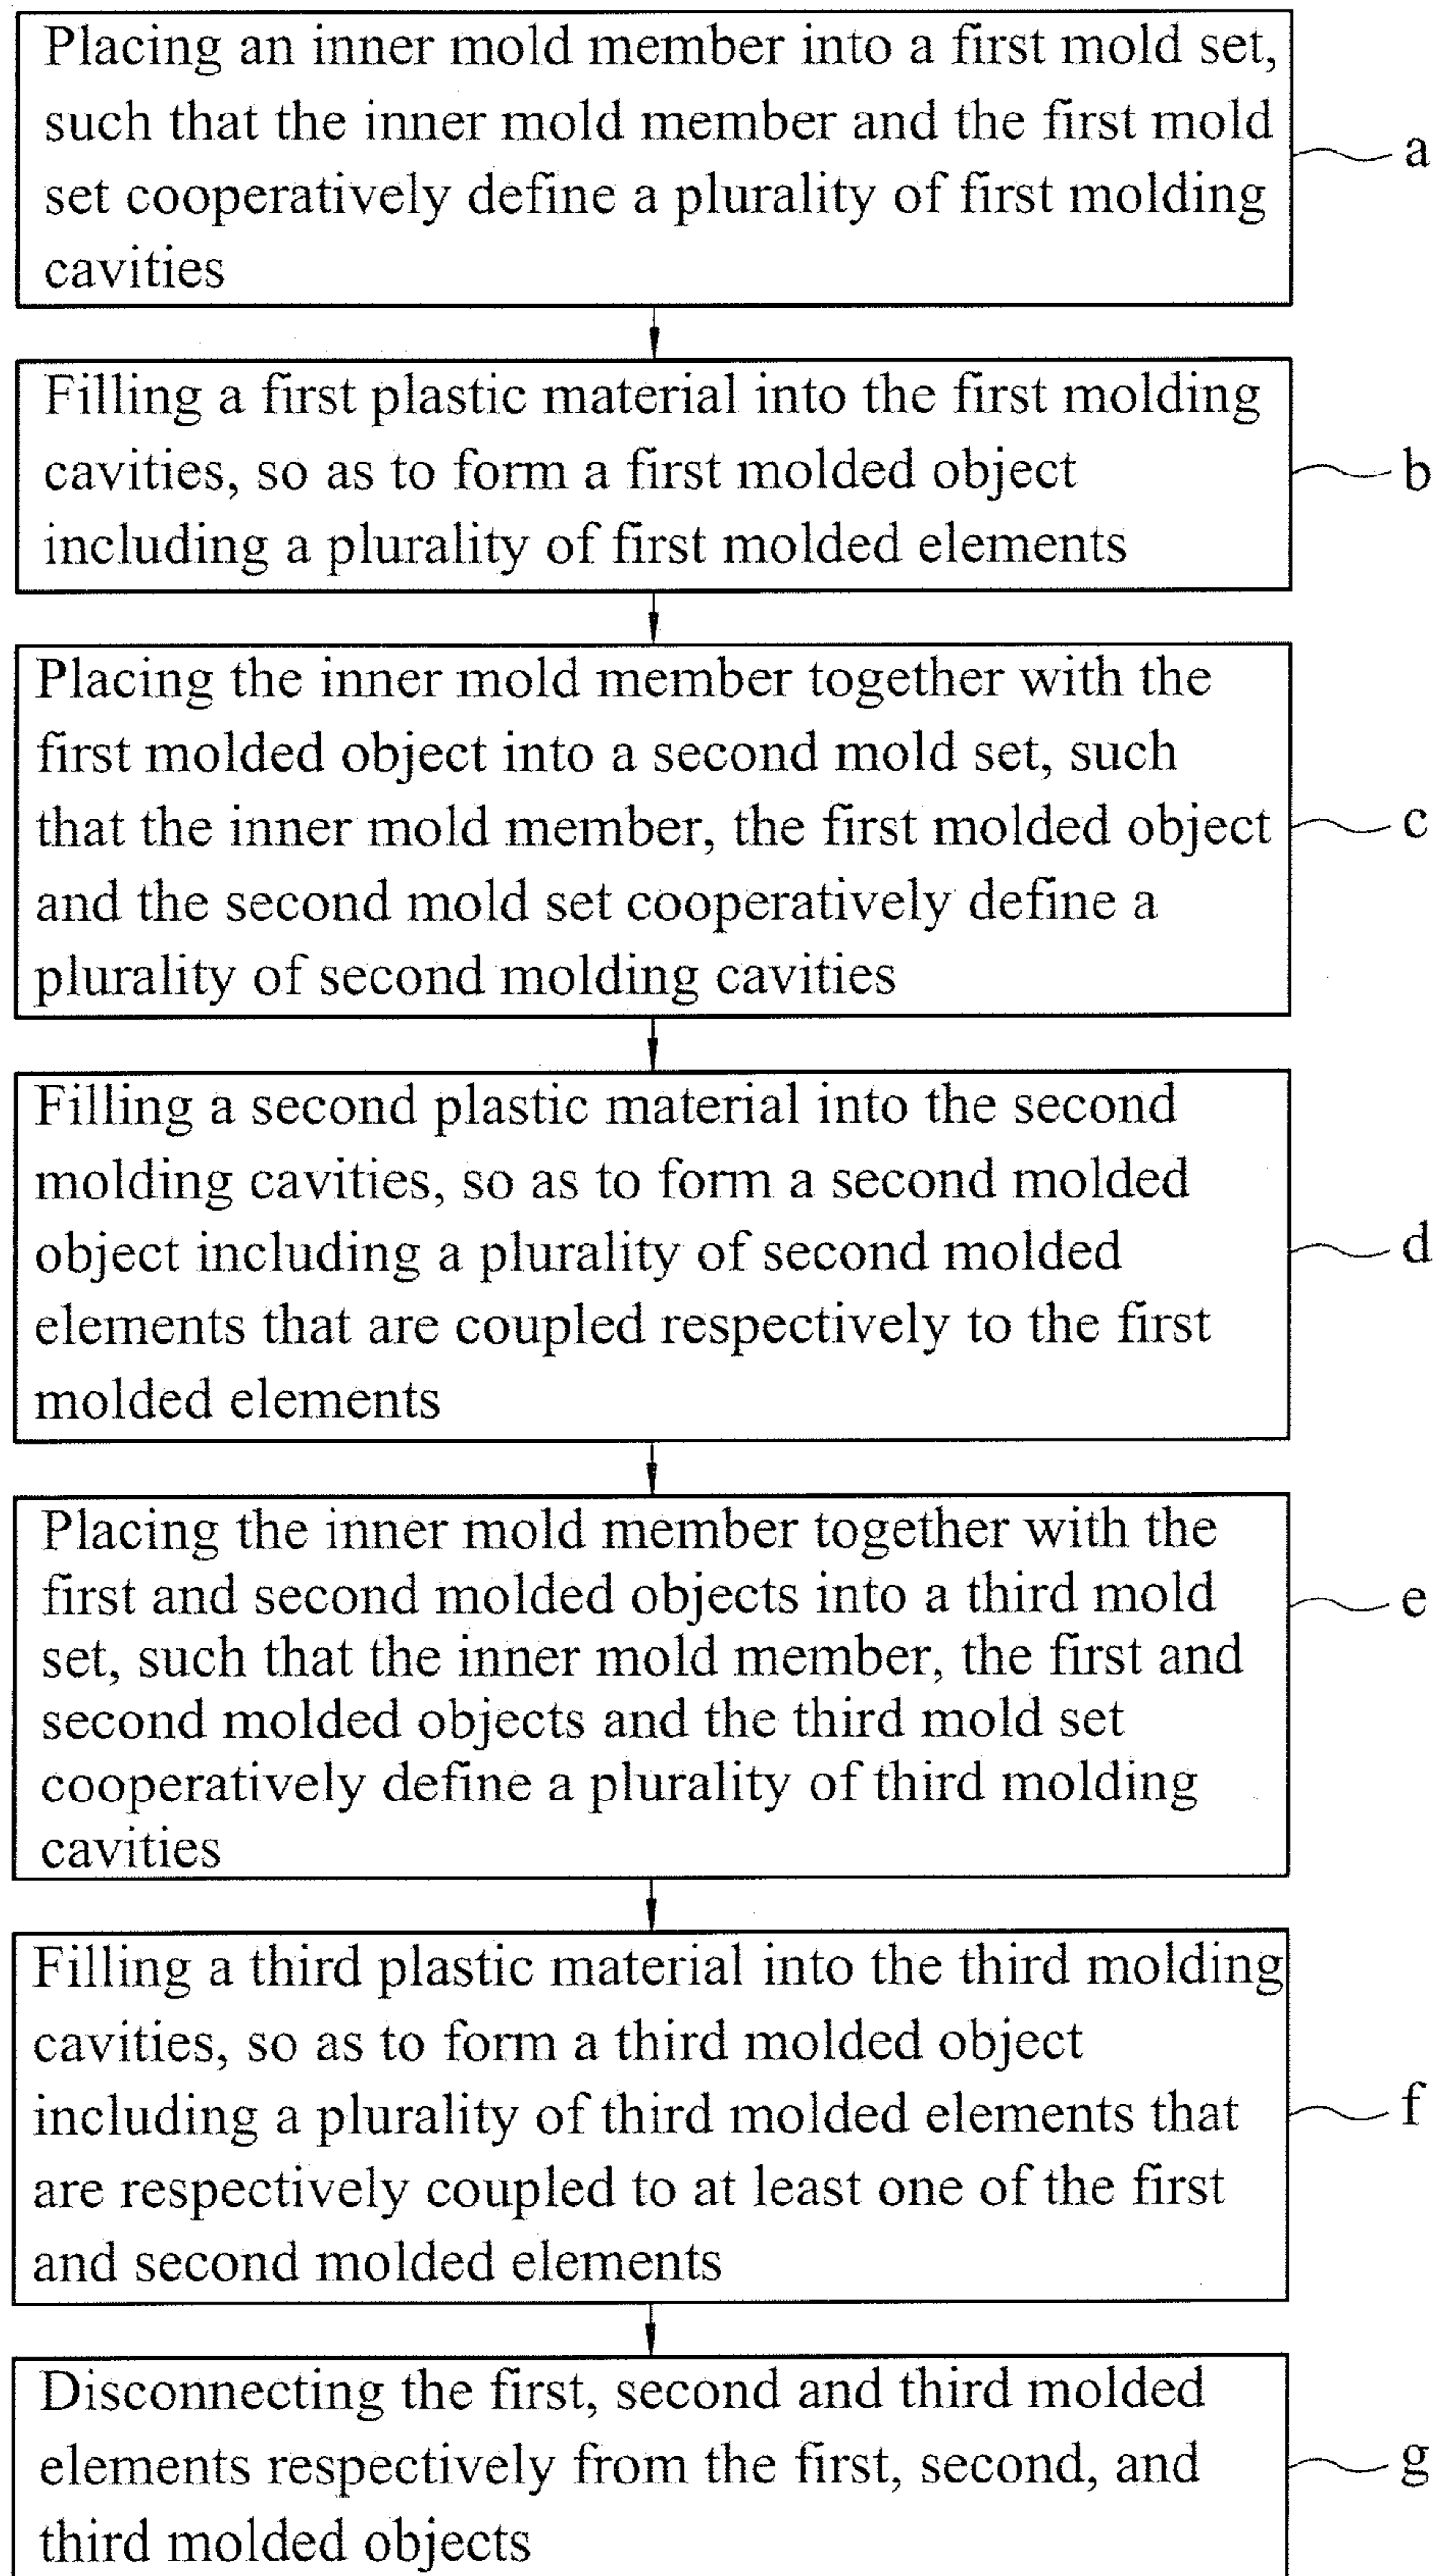 Placing an inner mold member into a first mold set,
such that the inner mold member and the first mold
set cooperatively define a plurality of first molding
cavities
a
Filling a first plastic material into the first molding
cavities, so as to form a first molded object
including a plurality of first molded elements
b
Placing the inner mold member together with the
first molded object into a second mold set, such
that the inner mold member, the first molded object
and the second mold set cooperatively define a
plurality of second molding cavities
c
Filling a second plastic material into the second
molding cavities, so as to form a second molded
object including a plurality of second molded
elements that are coupled respectively to the first
molded elements
d
Placing the inner mold member together with the
first and second molded objects into a third mold
set, such that the inner mold member, the first and
second molded objects and the third mold set
cooperatively define a plurality of third molding
cavities
e
Filling a third plastic material into the third molding
cavities, so as to form a third molded object
including a plurality of third molded elements that
are respectively coupled to at least one of the first
and second molded elements
f
Disconnecting the first, second and third molded
elements respectively from the first, second, and
third molded objects
g